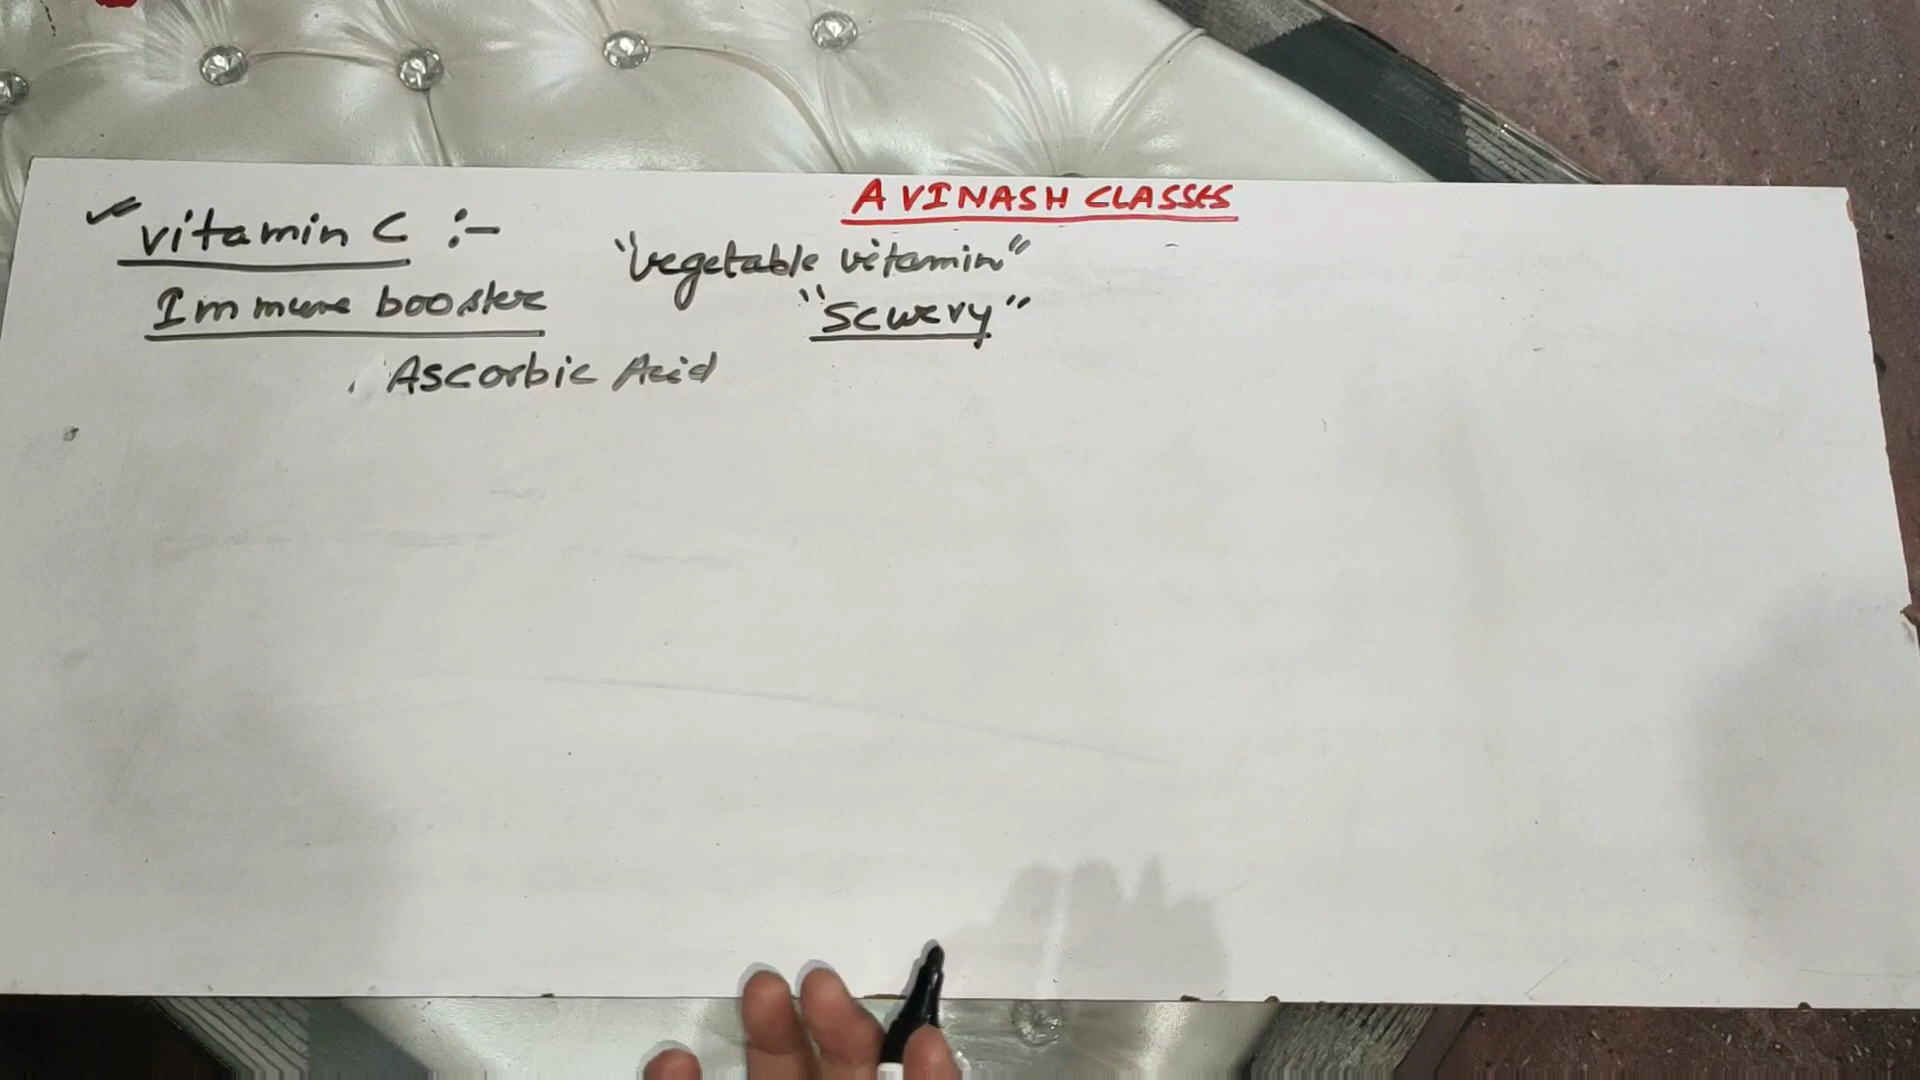 AVINASH CLASSES
✓ vitamin C :-
"vegetable vitamin"
Immune booster
"scurvy"
Ascorbic Acid